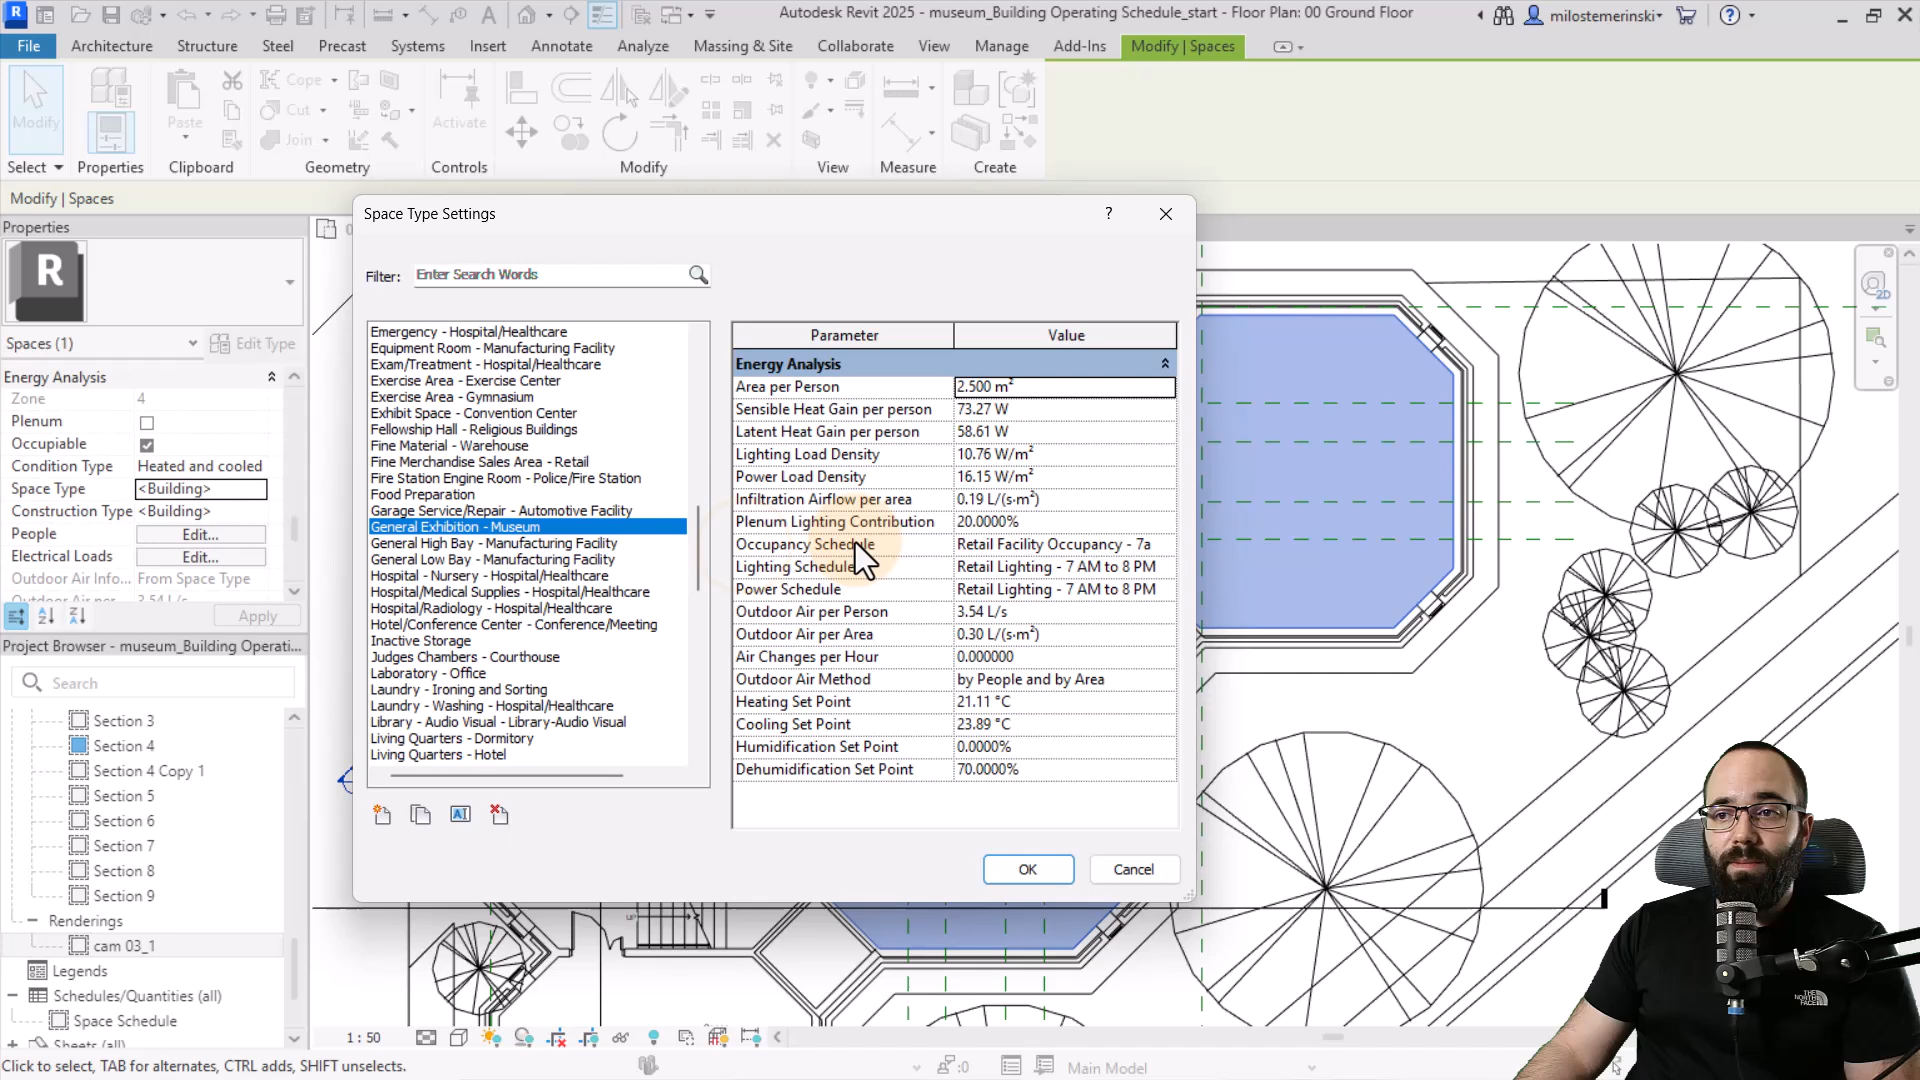 Autodesk Revit 2025 - museum_Building Operating Schedule_start - Floor Plan: 00 Ground Floor
milostemerinski
File
Architecture
Structure
Steel
Precast
Systems
Insert
Annotate
Analyze
Massing & Site
Collaborate
View
Manage
Add-Ins
Modify | Spaces
Modify
Paste
Cope
Cut
Join
Activate
Select
Properties
Clipboard
Geometry
Controls
Modify
View
Measure
Create
Modify | Spaces
Properties
R
Spaces (1)
Edit Type
Energy Analysis
Zone 4
Plenum
Occupiable
Condition Type Heated and cooled
Space Type <Building>
Construction Type <Building>
People Edit...
Electrical Loads Edit...
Outdoor Air Info... From Space Type
Outdoor Air per 3.54 L/s
Apply
Project Browser - museum_Building Operati...
Search
Section 3
Section 4
Section 4 Copy 1
Section 5
Section 6
Section 7
Section 8
Section 9
Renderings
cam 03_1
Legends
Schedules/Quantities (all)
Space Schedule
Sheets (all)
Space Type Settings
?
Filter: Enter Search Words
Emergency - Hospital/Healthcare
Equipment Room - Manufacturing Facility
Exam/Treatment - Hospital/Healthcare
Exercise Area - Exercise Center
Exercise Area - Gymnasium
Exhibit Space - Convention Center
Fellowship Hall - Religious Buildings
Fine Material - Warehouse
Fine Merchandise Sales Area - Retail
Fire Station Engine Room - Police/Fire Station
Food Preparation
Garage Service/Repair - Automotive Facility
General Exhibition - Museum
General High Bay - Manufacturing Facility
General Low Bay - Manufacturing Facility
Hospital - Nursery - Hospital/Healthcare
Hospital/Medical Supplies - Hospital/Healthcare
Hospital/Radiology - Hospital/Healthcare
Hotel/Conference Center - Conference/Meeting
Inactive Storage
Judges Chambers - Courthouse
Laboratory - Office
Laundry - Ironing and Sorting
Laundry - Washing - Hospital/Healthcare
Library - Audio Visual - Library-Audio Visual
Living Quarters - Dormitory
Living Quarters - Hotel
Parameter Value
Energy Analysis
Area per Person 2.500 m²
Sensible Heat Gain per person 73.27 W
Latent Heat Gain per person 58.61 W
Lighting Load Density 10.76 W/m²
Power Load Density 16.15 W/m²
Infiltration Airflow per area 0.19 L/(s·m²)
Plenum Lighting Contribution 20.0000%
Occupancy Schedule Retail Facility Occupancy - 7a
Lighting Schedule Retail Lighting - 7 AM to 8 PM
Power Schedule Retail Lighting - 7 AM to 8 PM
Outdoor Air per Person 3.54 L/s
Outdoor Air per Area 0.30 L/(s·m²)
Air Changes per Hour 0.000000
Outdoor Air Method by People and by Area
Heating Set Point 21.11 °C
Cooling Set Point 23.89 °C
Humidification Set Point 0.0000%
Dehumidification Set Point 70.0000%
OK
Cancel
2D
UP
1 : 50
Click to select, TAB for alternates, CTRL adds, SHIFT unselects.
:0
Main Model
THE
NORTH
FACE